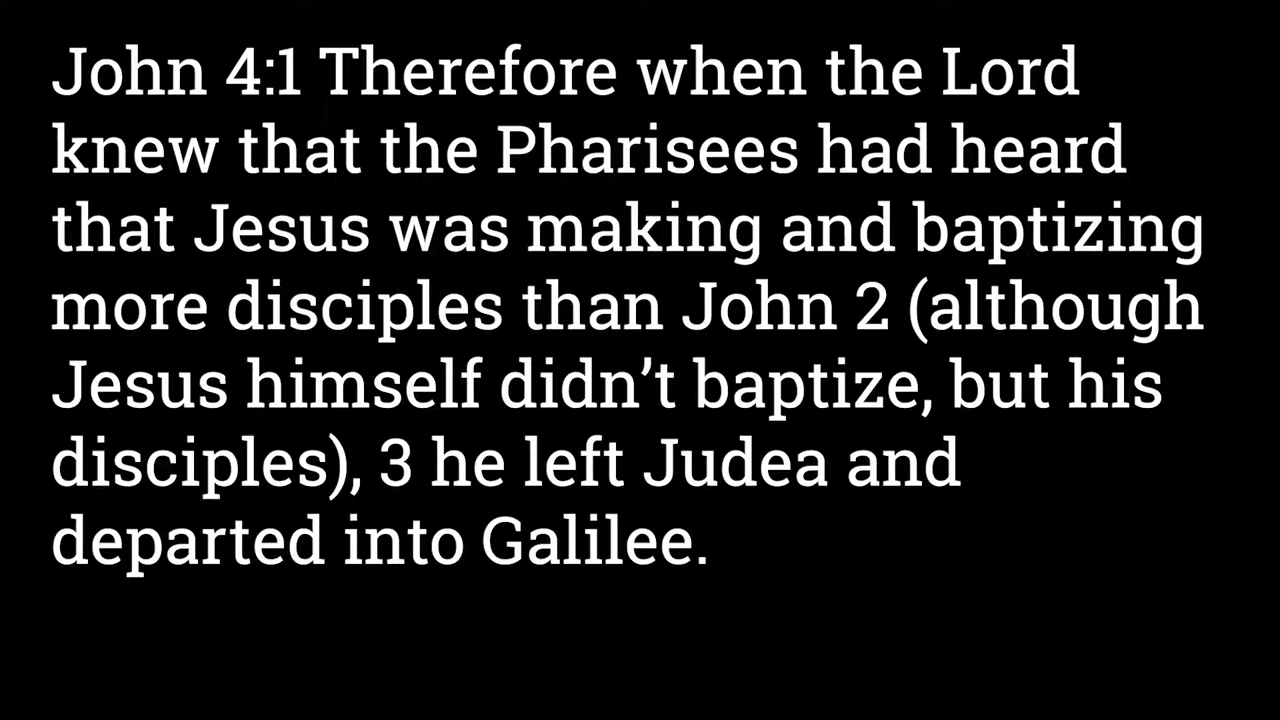 John 4:1 Therefore when the Lord
knew that the Pharisees had heard
that Jesus was making and baptizing
more disciples than John 2 (although
Jesus himself didn’t baptize, but his
disciples), 3 he left Judea and
departed into Galilee.